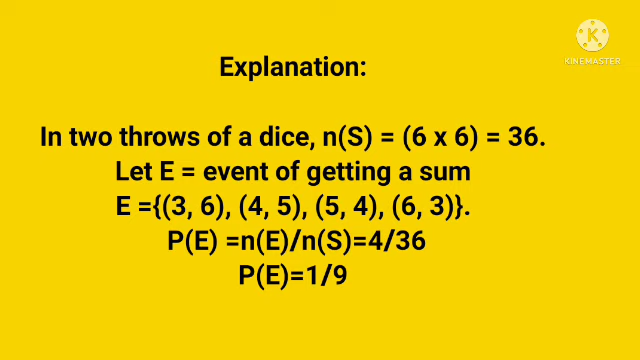 KINEMASTER
Explanation:
In two throws of a dice, n(S) = (6 x 6) = 36.
Let E = event of getting a sum
E ={(3, 6), (4, 5), (5, 4), (6, 3)}.
P(E) =n(E)/n(S)=4/36
P(E)=1/9